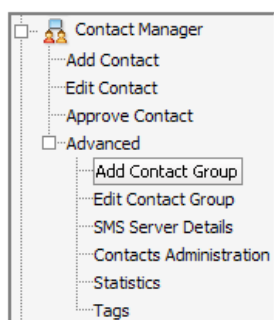 Contact Manager
Add Contact
Edit Contact
Approve Contact
Advanced
Add Contact Group
Edit Contact Group
SMS Server Details
Contacts Administration
Statistics
Tags